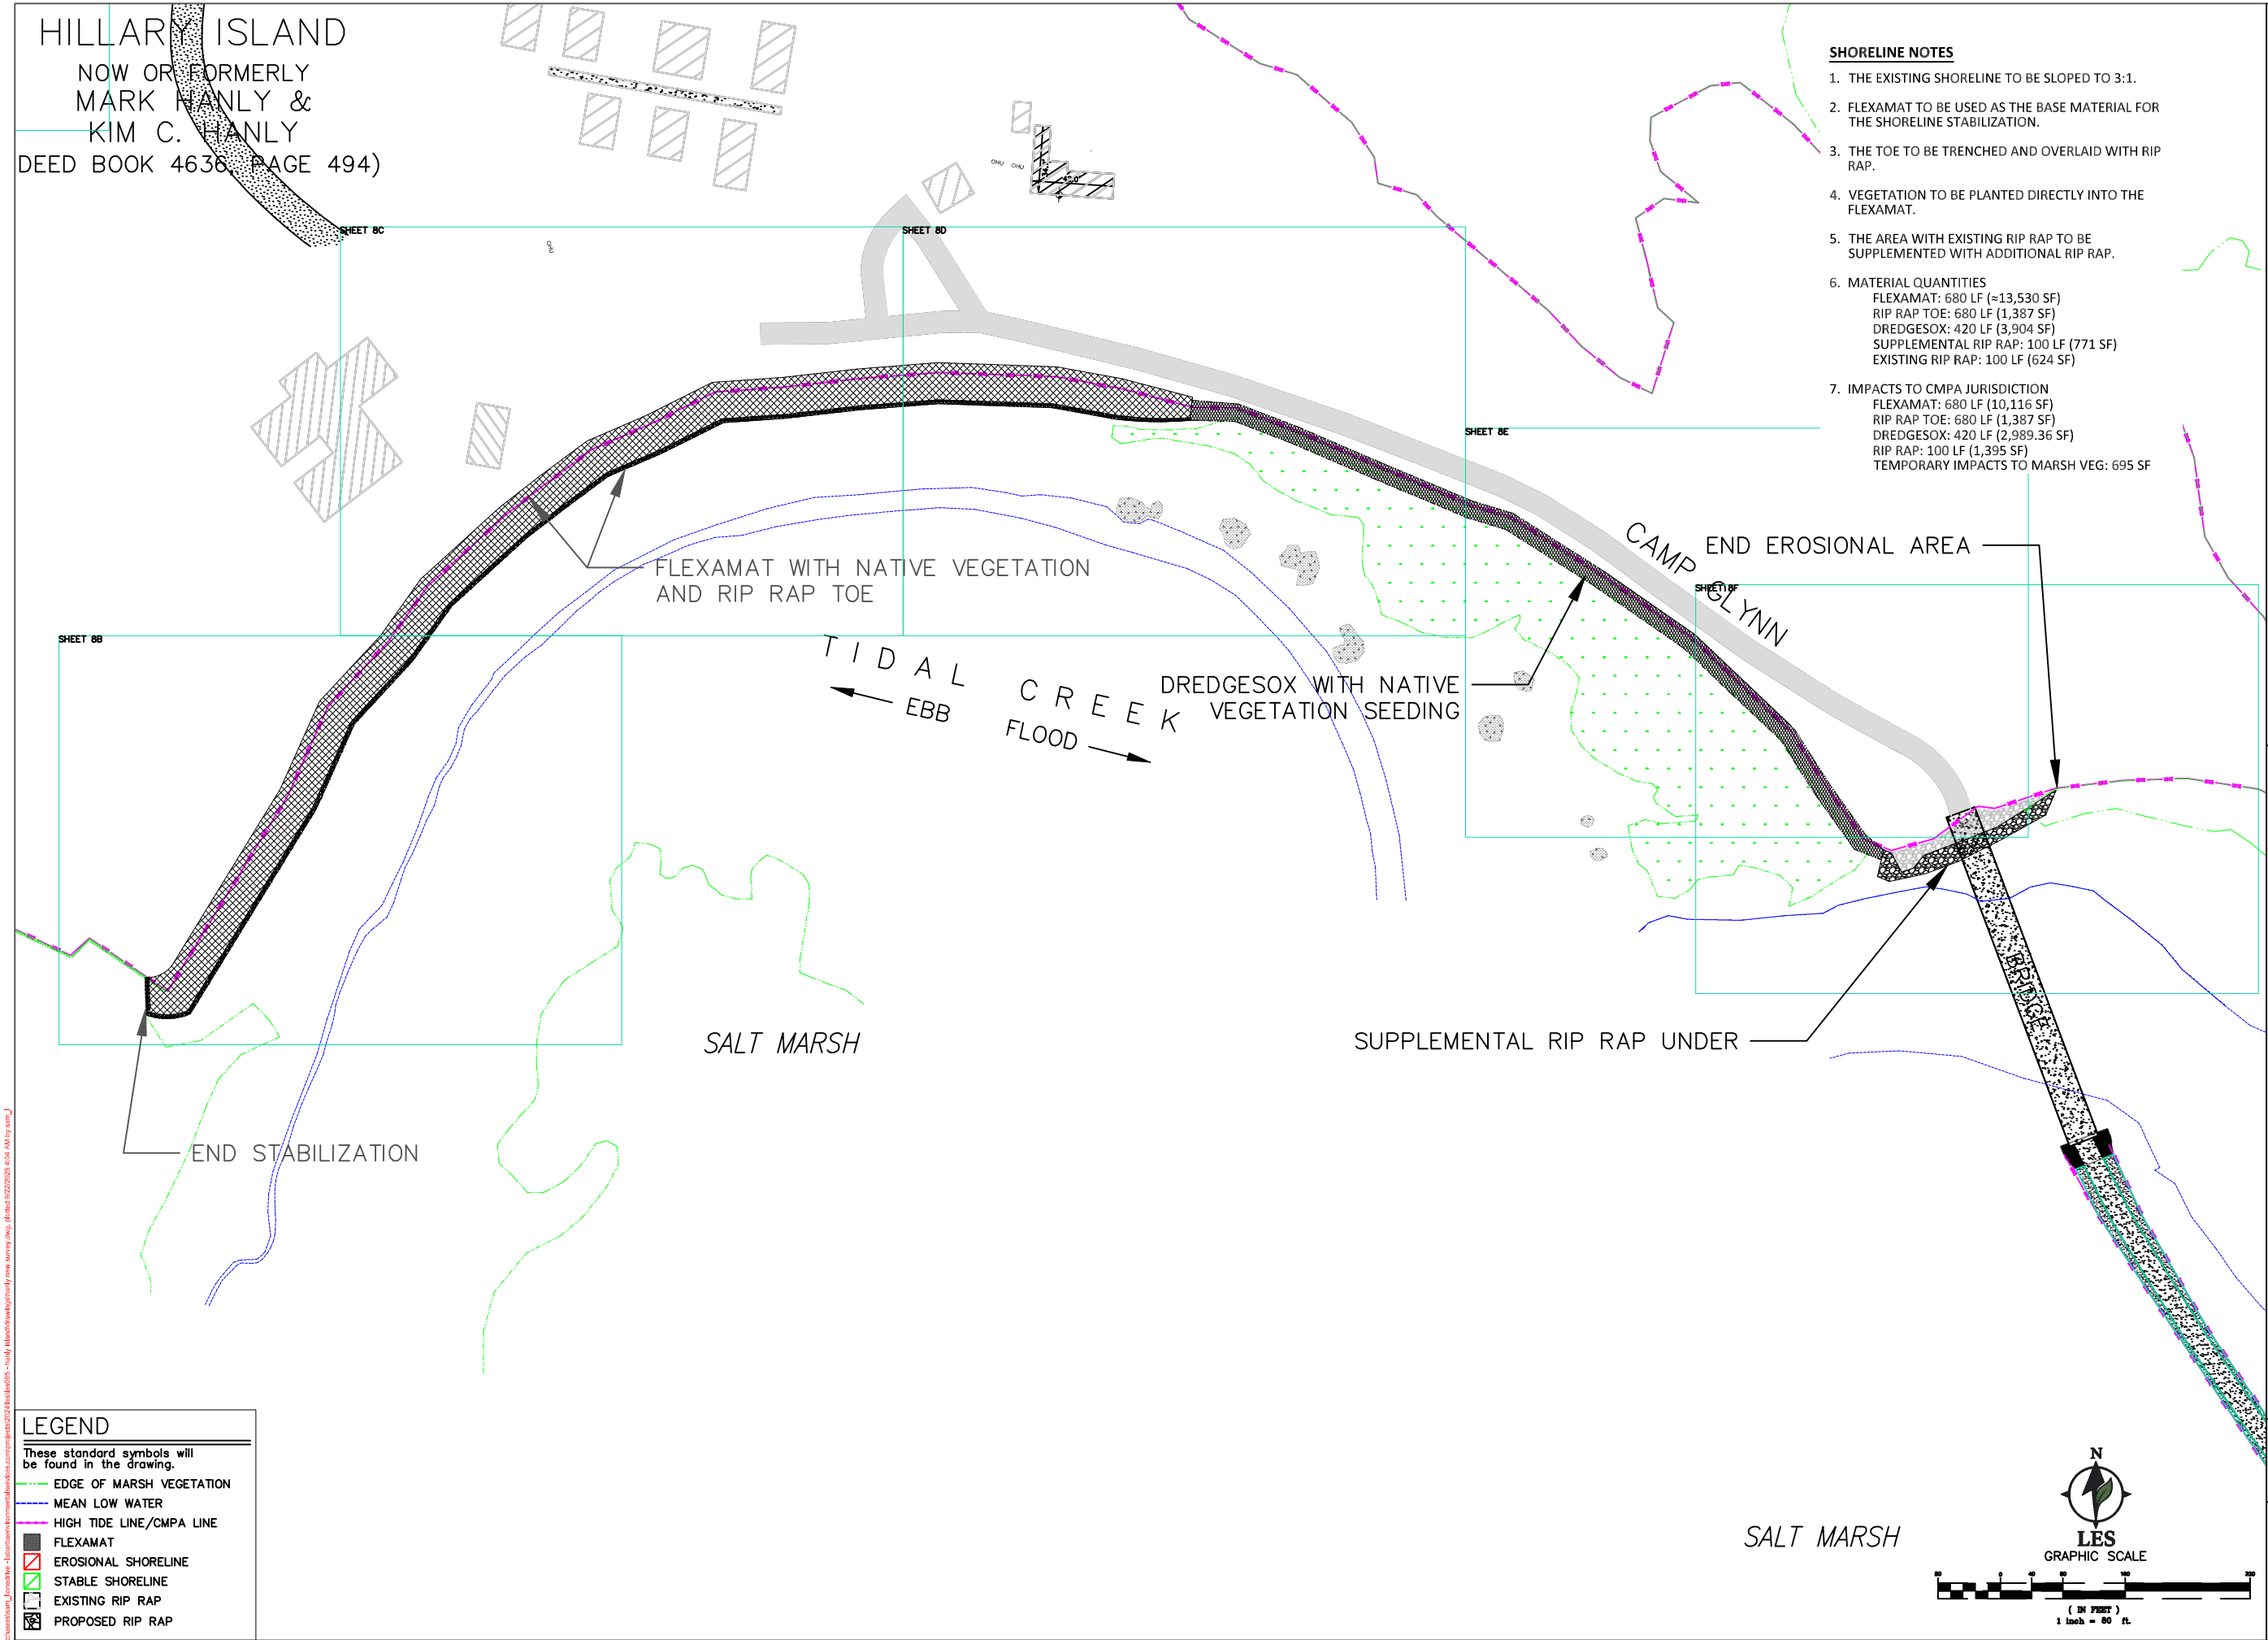 HILLARY ISLAND
NOW OR FORMERLY
MARK HANLY &
KIM C. HANLY
DEED BOOK 4636, PAGE 494)
SHORELINE NOTES
1. THE EXISTING SHORELINE TO BE SLOPED TO 3:1.
2. FLEXAMAT TO BE USED AS THE BASE MATERIAL FOR
THE SHORELINE STABILIZATION.
3. THE TOE TO BE TRENCHED AND OVERLAID WITH RIP
RAP.
4. VEGETATION TO BE PLANTED DIRECTLY INTO THE
FLEXAMAT.
5. THE AREA WITH EXISTING RIP RAP TO BE
SUPPLEMENTED WITH ADDITIONAL RIP RAP.
6. MATERIAL QUANTITIES
FLEXAMAT: 680 LF (≈13,530 SF)
RIP RAP TOE: 680 LF (1,387 SF)
DREDGESOX: 420 LF (3,904 SF)
SUPPLEMENTAL RIP RAP: 100 LF (771 SF)
EXISTING RIP RAP: 100 LF (624 SF)
7. IMPACTS TO CMPA JURISDICTION
FLEXAMAT: 680 LF (10,116 SF)
RIP RAP TOE: 680 LF (1,387 SF)
DREDGESOX: 420 LF (2,989.36 SF)
RIP RAP: 100 LF (1,395 SF)
TEMPORARY IMPACTS TO MARSH VEG: 695 SF
OHU OHU
SHEET 8C
SHEET 8D
SHEET 8E
SHEET 8F
SHEET 8B
CAMP GLYNN
END EROSIONAL AREA
FLEXAMAT WITH NATIVE VEGETATION
AND RIP RAP TOE
TIDAL CREEK
EBB
FLOOD
DREDGESOX WITH NATIVE
VEGETATION SEEDING
BRIDGE
SALT MARSH
SUPPLEMENTAL RIP RAP UNDER
END STABILIZATION
SALT MARSH
LEGEND
These standard symbols will
be found in the drawing.
EDGE OF MARSH VEGETATION
MEAN LOW WATER
HIGH TIDE LINE/CMPA LINE
FLEXAMAT
EROSIONAL SHORELINE
STABLE SHORELINE
EXISTING RIP RAP
PROPOSED RIP RAP
N
LES
GRAPHIC SCALE
80 0 40 80 160 320
( IN FEET )
1 inch = 80 ft.